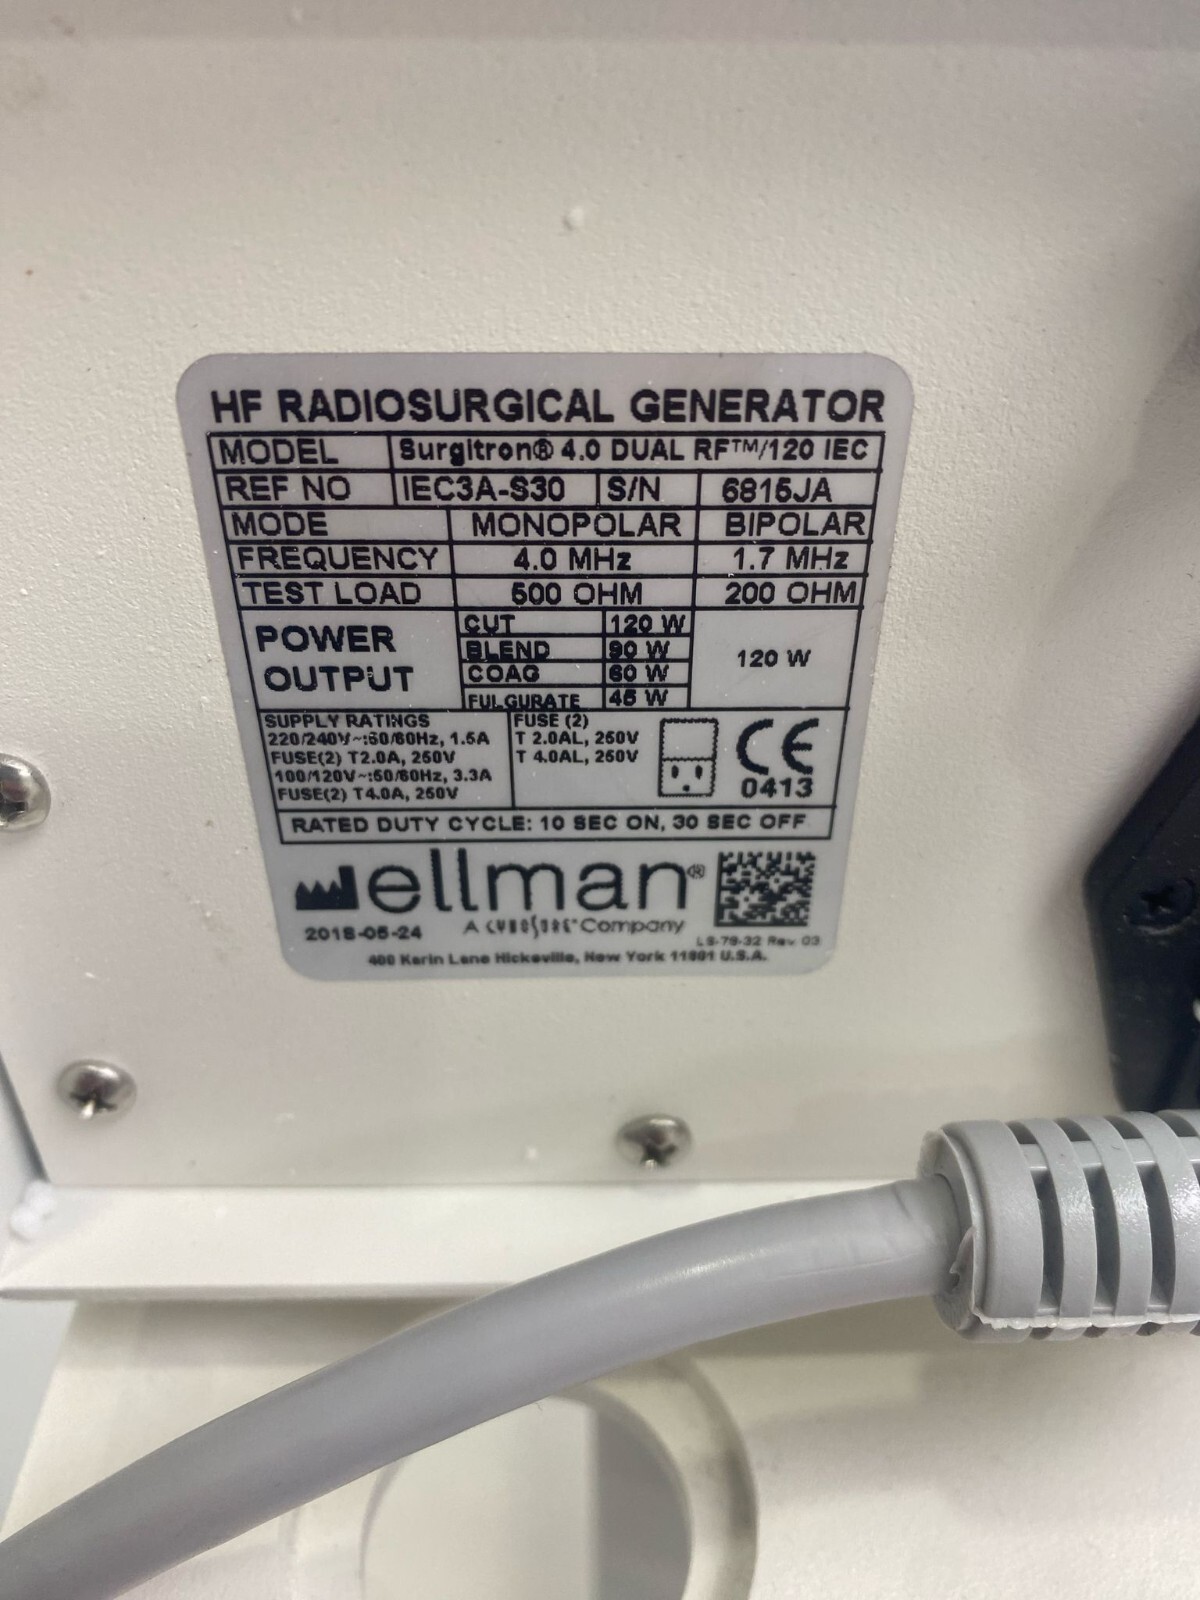 HF RADIOSURGICAL GENERATOR
MODEL Surgitron® 4.0 DUAL RF™/120 IEC
REF NO IEC3A-S30 S/N 6815JA
MODE MONOPOLAR BIPOLAR
FREQUENCY 4.0 MHz 1.7 MHz
TEST LOAD 500 OHM 200 OHM
POWER OUTPUT
CUT 120 W
BLEND 90 W
COAG 60 W
FULGURATE 45 W
120 W
SUPPLY RATINGS
220/240V~:50/60Hz, 1.5A
FUSE(2) T2.0A, 250V
100/120V~:50/60Hz, 3.3A
FUSE(2) T4.0A, 250V
FUSE (2)
T 2.0AL, 250V
T 4.0AL, 250V
CE
0413
RATED DUTY CYCLE: 10 SEC ON, 30 SEC OFF
ellman®
2018-05-24 A CYNOSURE® Company
LS-79-32 Rev. 03
400 Karin Lane Hicksville, New York 11801 U.S.A.